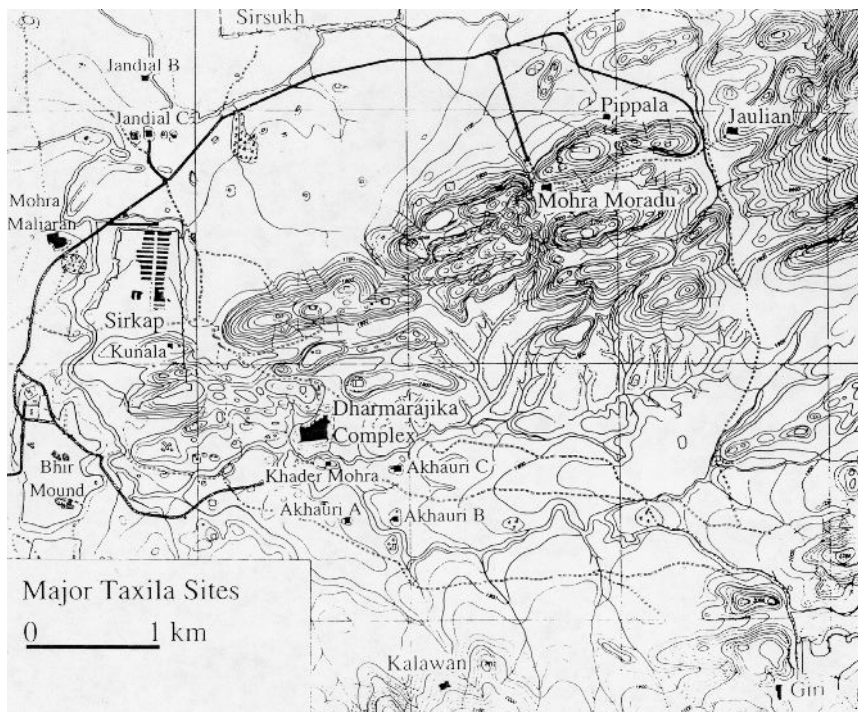 Sirsukh
Jandial B
Jandial C
Pippala
Jaulian
Mohra
Maliaran
Mohra Moradu
Sirkap
Kunala
Dharmarajika
Complex
Bhir
Mound
Khader Mohra
Akhauri C
Akhauri A
Akhauri B
Major Taxila Sites
0 1 km
Kalawan
Giri